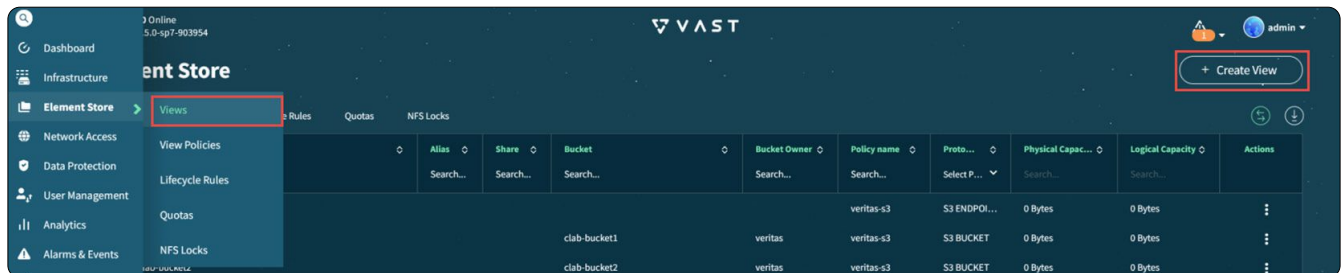 Online
5.0-sp7-903954
VAST
1
admin
Dashboard
Infrastructure
ent Store
+ Create View
Element Store
Views
Rules
Quotas
NFS Locks
Network Access
View Policies
Data Protection
Lifecycle Rules
User Management
Quotas
Analytics
NFS Locks
Alarms & Events
Alias Share Bucket Bucket Owner Policy name Proto... Physical Capac... Logical Capacity Actions
Search... Search... Search... Search... Search... Select P... Search... Search...
veritas-s3 S3 ENDPOI... 0 Bytes 0 Bytes
clab-bucket1 veritas veritas-s3 S3 BUCKET 0 Bytes 0 Bytes
clab-bucket2 veritas veritas-s3 S3 BUCKET 0 Bytes 0 Bytes